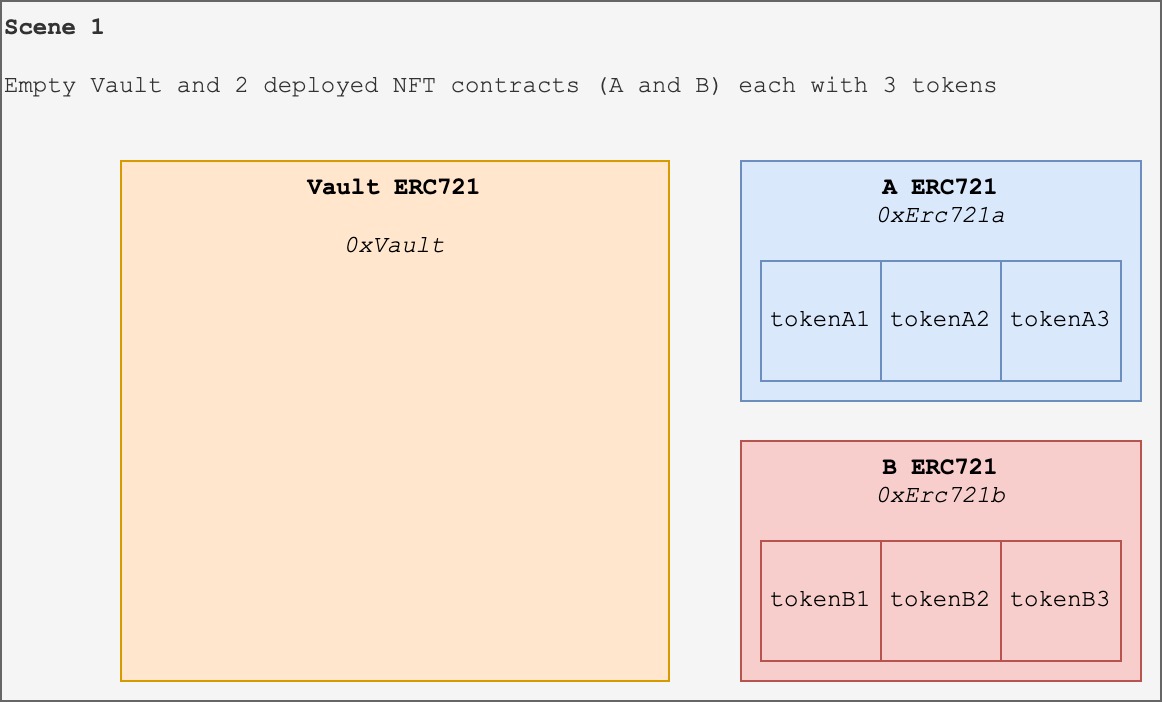 Scene 1
Empty Vault and 2 deployed NFT contracts (A and B) each with 3 tokens
Vault ERC721
0xVault
A ERC721
0xErc721a
tokenA1 tokenA2 tokenA3
B ERC721
0xErc721b
tokenB1 tokenB2 tokenB3